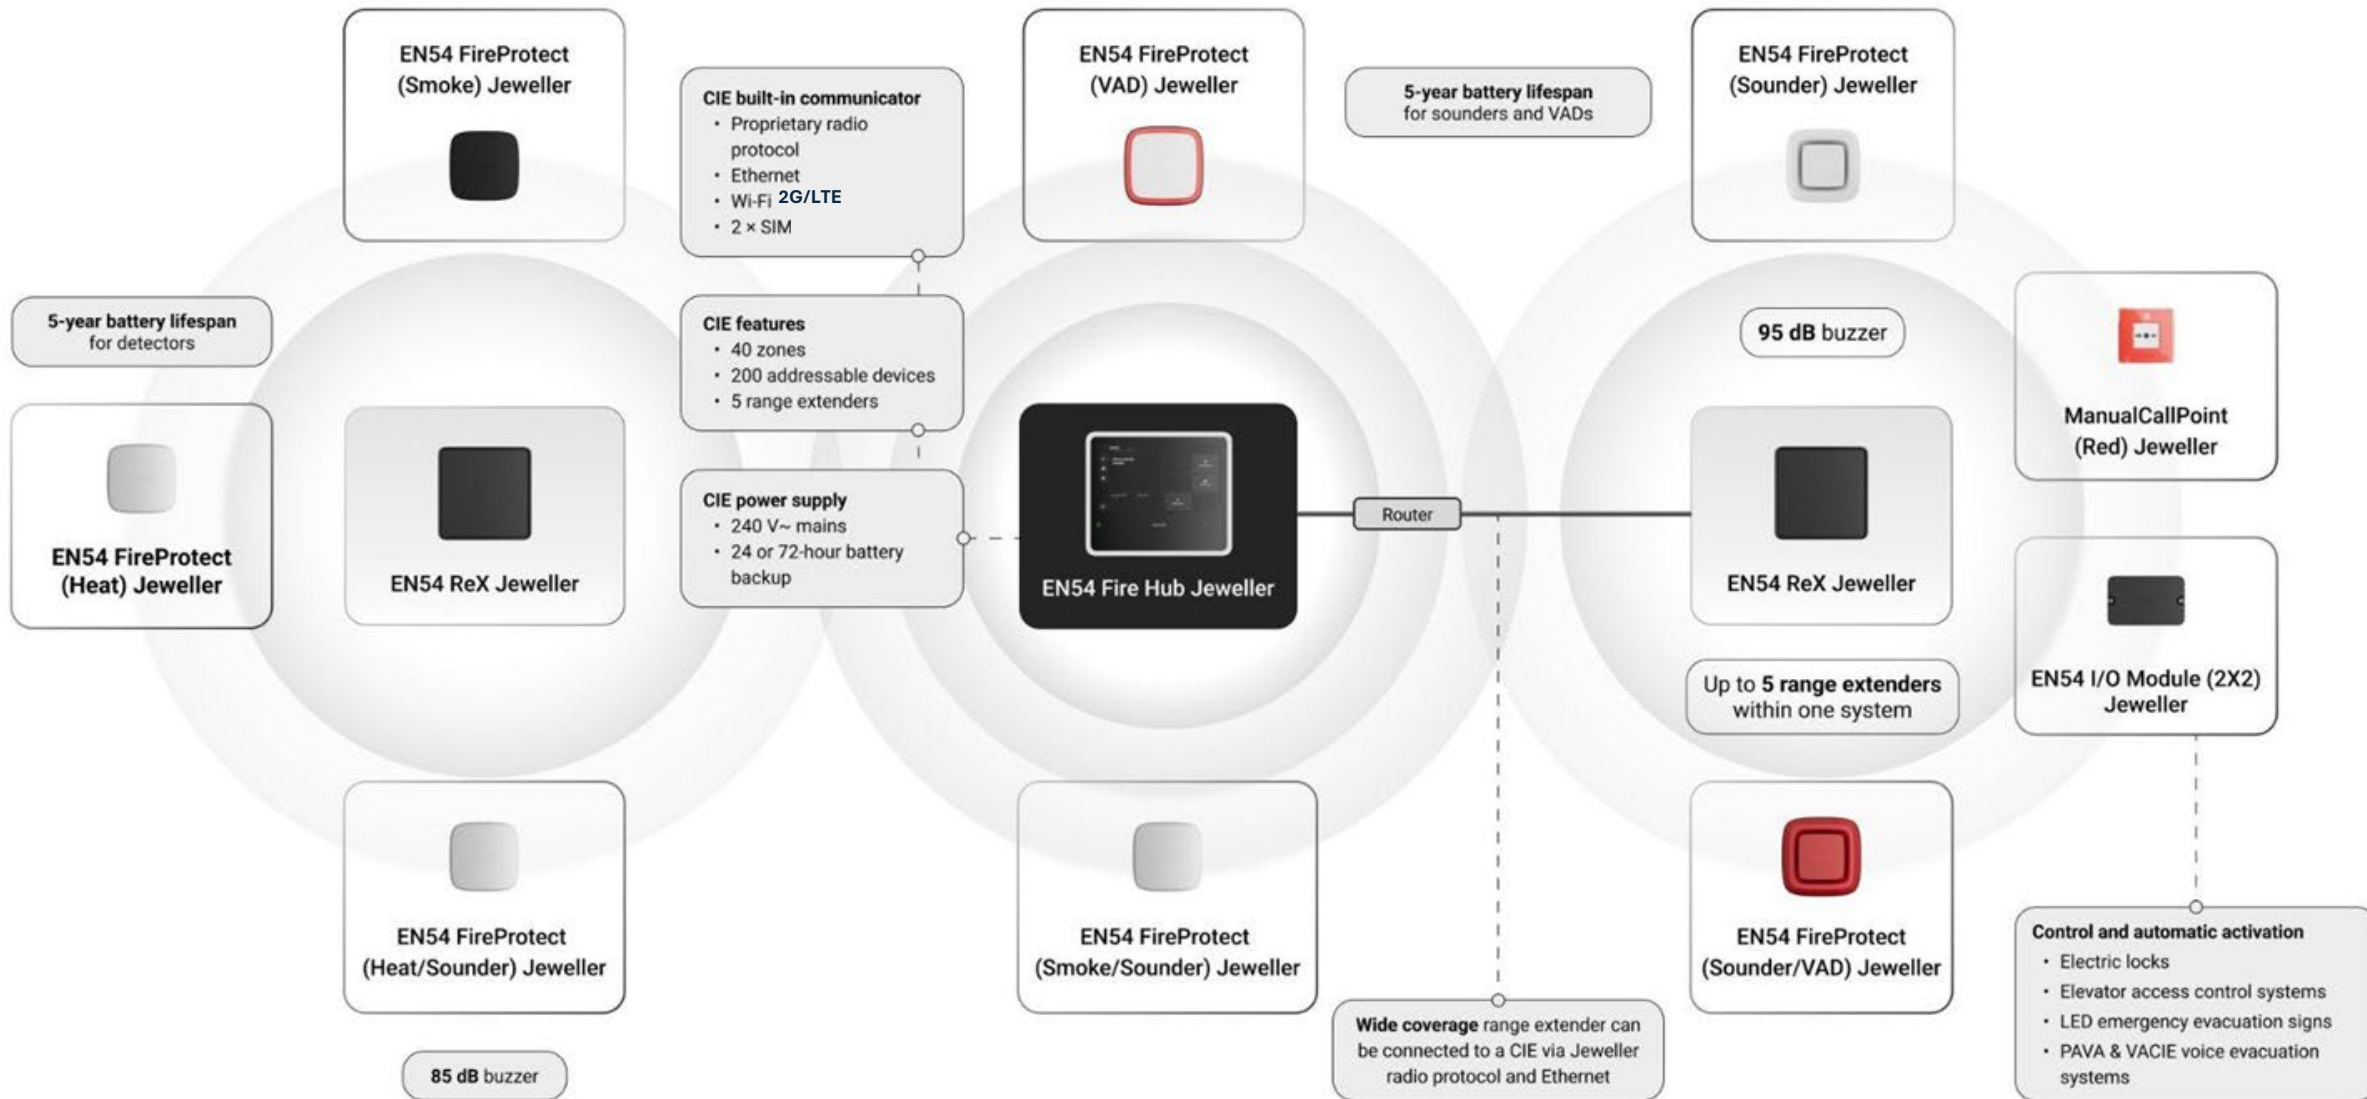 EN54 FireProtect
(Smoke) Jeweller
CIE built-in communicator
• Proprietary radio
protocol
• Ethernet
• Wi-Fi 2G/LTE
• 2 × SIM
EN54 FireProtect
(VAD) Jeweller
5-year battery lifespan
for sounders and VADs
EN54 FireProtect
(Sounder) Jeweller
5-year battery lifespan
for detectors
CIE features
• 40 zones
• 200 addressable devices
• 5 range extenders
95 dB buzzer
ManualCallPoint
(Red) Jeweller
EN54 FireProtect
(Heat) Jeweller
EN54 ReX Jeweller
CIE power supply
• 240 V~ mains
• 24 or 72-hour battery
backup
EN54 Fire Hub Jeweller
Router
EN54 ReX Jeweller
Up to 5 range extenders
within one system
EN54 I/O Module (2X2)
Jeweller
EN54 FireProtect
(Heat/Sounder) Jeweller
EN54 FireProtect
(Smoke/Sounder) Jeweller
EN54 FireProtect
(Sounder/VAD) Jeweller
Control and automatic activation
• Electric locks
• Elevator access control systems
• LED emergency evacuation signs
• PAVA & VACIE voice evacuation
systems
Wide coverage range extender can
be connected to a CIE via Jeweller
radio protocol and Ethernet
85 dB buzzer